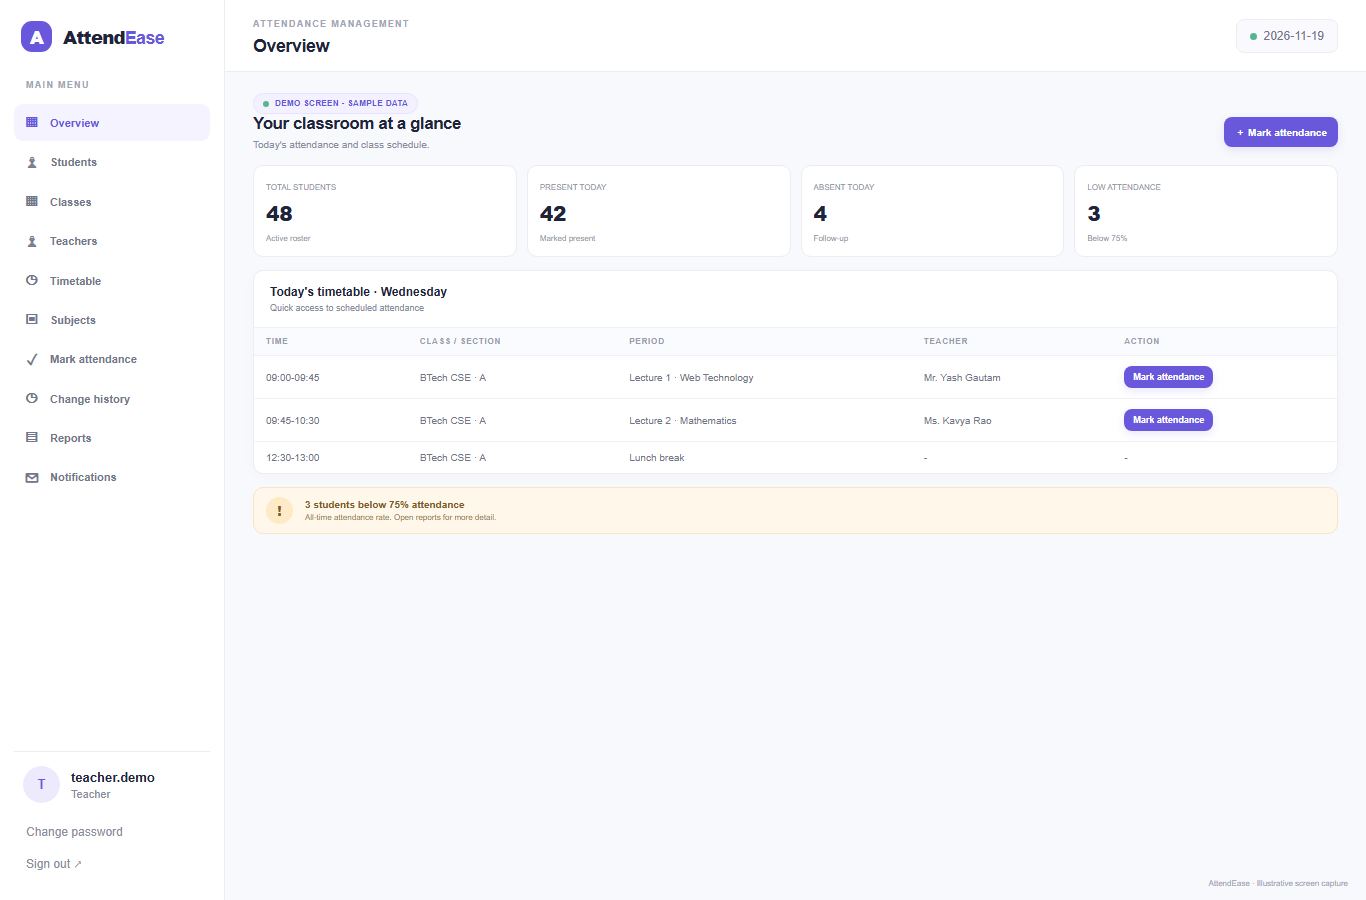 A AttendEase
MAIN MENU
Overview
Students
Classes
Teachers
Timetable
Subjects
Mark attendance
Change history
Reports
Notifications
T
teacher.demo
Teacher
Change password
Sign out ↗
ATTENDANCE MANAGEMENT
Overview
2026-11-19
DEMO SCREEN - SAMPLE DATA
Your classroom at a glance
Today's attendance and class schedule.
+ Mark attendance
TOTAL STUDENTS
48
Active roster
PRESENT TODAY
42
Marked present
ABSENT TODAY
4
Follow-up
LOW ATTENDANCE
3
Below 75%
Today's timetable · Wednesday
Quick access to scheduled attendance
TIME CLASS / SECTION PERIOD TEACHER ACTION
09:00-09:45 BTech CSE · A Lecture 1 · Web Technology Mr. Yash Gautam Mark attendance
09:45-10:30 BTech CSE · A Lecture 2 · Mathematics Ms. Kavya Rao Mark attendance
12:30-13:00 BTech CSE · A Lunch break - -
!
3 students below 75% attendance
All-time attendance rate. Open reports for more detail.
AttendEase · Illustrative screen capture